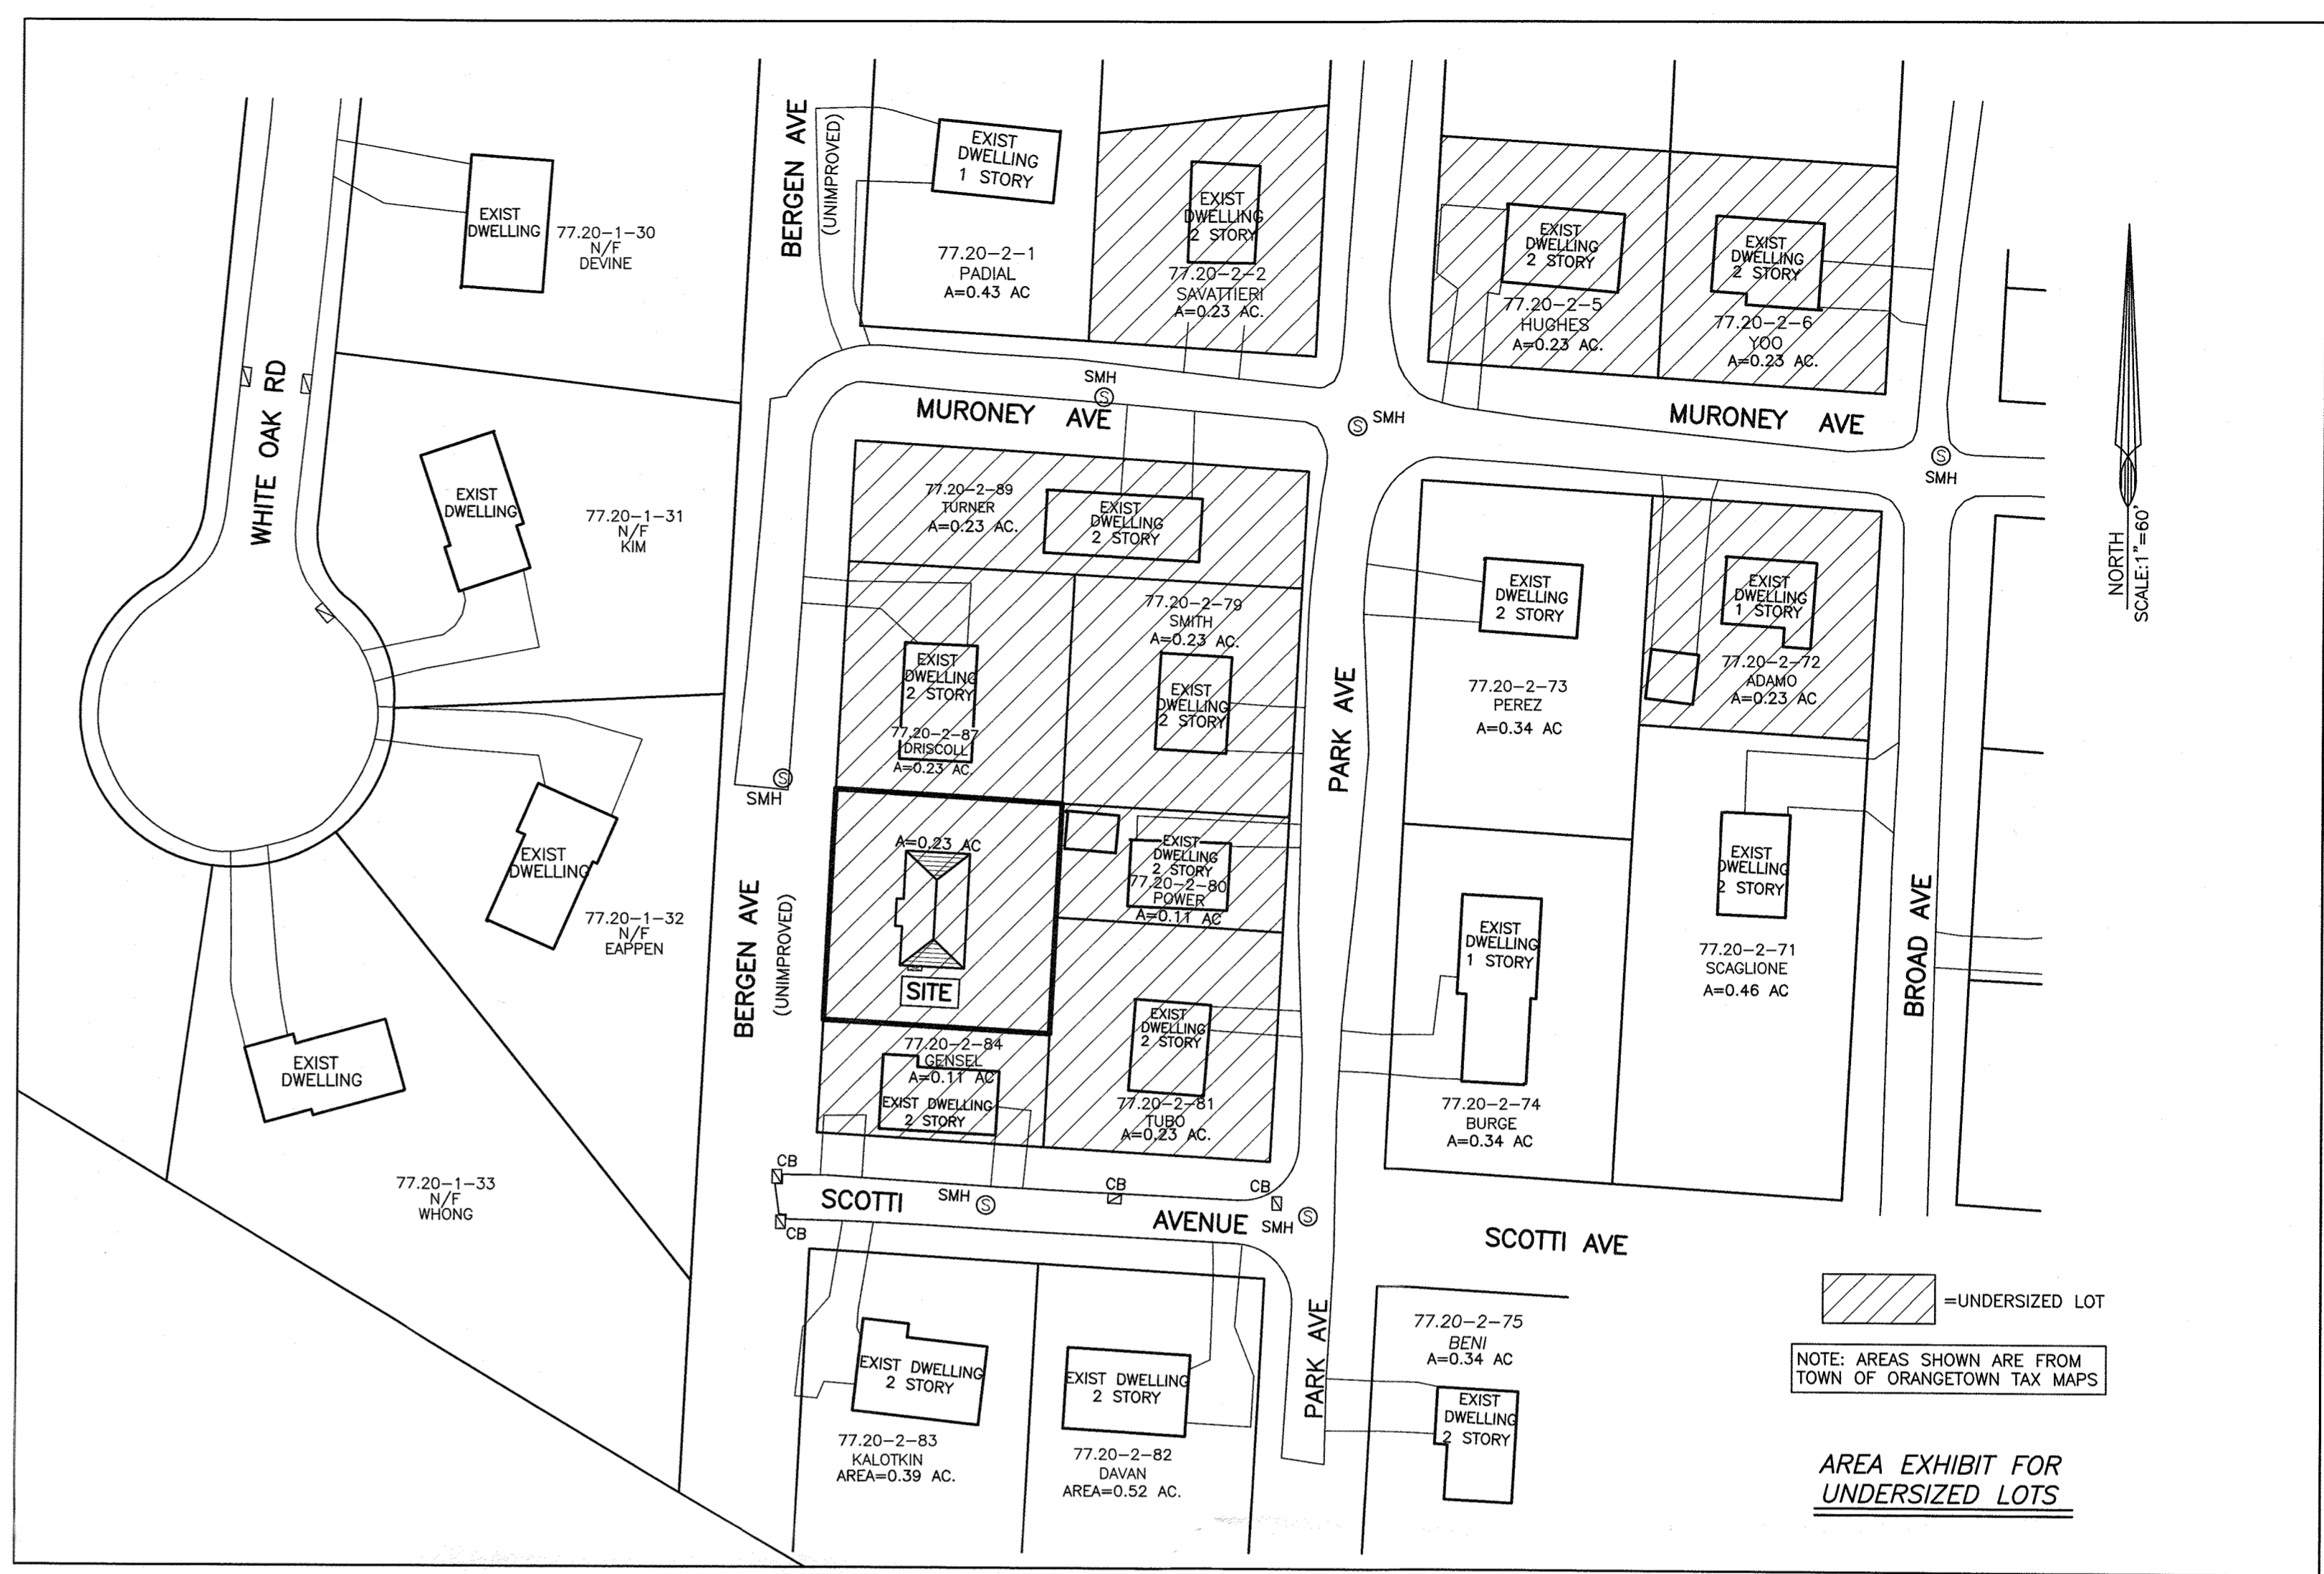 BERGEN AVE
(UNIMPROVED)
EXIST
DWELLING
1 STORY
77.20-2-1
PADIAL
A=0.43 AC
EXIST
DWELLING
2 STORY
77.20-2-2
SAVATTIERI
A=0.23 AC.
EXIST
DWELLING
2 STORY
77.20-2-5
HUGHES
A=0.23 AC.
EXIST
DWELLING
2 STORY
77.20-2-6
YOO
A=0.23 AC.
EXIST
DWELLING
77.20-1-30
N/F
DEVINE
WHITE OAK RD
SMH
MURONEY AVE
SMH
MURONEY AVE
SMH
NORTH
SCALE:1"=60'
EXIST
DWELLING
77.20-1-31
N/F
KIM
77.20-2-89
TURNER
A=0.23 AC.
EXIST
DWELLING
2 STORY
77.20-2-79
SMITH
A=0.23 AC.
EXIST
DWELLING
2 STORY
EXIST
DWELLING
2 STORY
77.20-2-87
DRISCOLL
A=0.23 AC.
SMH
PARK AVE
EXIST
DWELLING
2 STORY
77.20-2-73
PEREZ
A=0.34 AC
EXIST
DWELLING
1 STORY
77.20-2-72
ADAMO
A=0.23 AC
EXIST
DWELLING
77.20-1-32
N/F
EAPPEN
BERGEN AVE
(UNIMPROVED)
A=0.23 AC
SITE
EXIST
DWELLING
2 STORY
77.20-2-80
POWER
A=0.11 AC
EXIST
DWELLING
1 STORY
77.20-2-74
BURGE
A=0.34 AC
EXIST
DWELLING
2 STORY
77.20-2-71
SCAGLIONE
A=0.46 AC
BROAD AVE
EXIST
DWELLING
77.20-1-33
N/F
WHONG
77.20-2-84
GENSEL
A=0.11 AC
EXIST DWELLING
2 STORY
EXIST
DWELLING
2 STORY
77.20-2-81
TUBO
A=0.23 AC.
CB
CB
SCOTTI
SMH
CB
AVENUE
CB
SMH
SCOTTI AVE
EXIST DWELLING
2 STORY
77.20-2-83
KALOTKIN
AREA=0.39 AC.
EXIST DWELLING
2 STORY
77.20-2-82
DAVAN
AREA=0.52 AC.
PARK AVE
77.20-2-75
BENI
A=0.34 AC
EXIST
DWELLING
2 STORY
=UNDERSIZED LOT
NOTE: AREAS SHOWN ARE FROM
TOWN OF ORANGETOWN TAX MAPS
AREA EXHIBIT FOR
UNDERSIZED LOTS